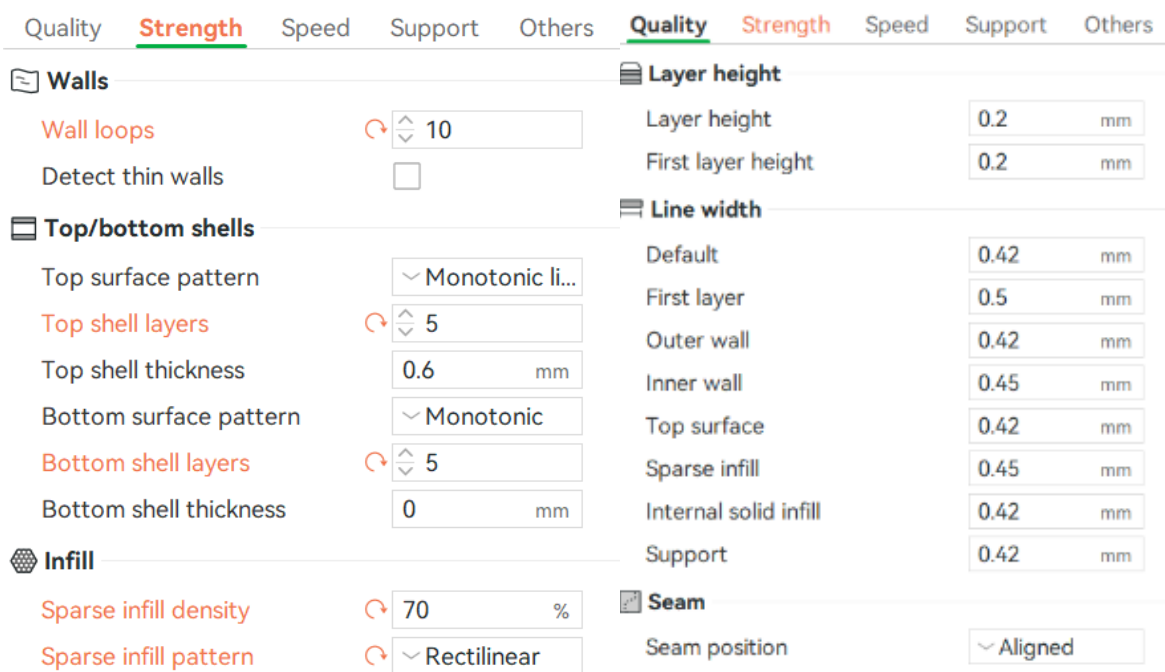 Quality Strength Speed Support Others
Walls
Wall loops 10
Detect thin walls
Top/bottom shells
Top surface pattern Monotonic li...
Top shell layers 5
Top shell thickness 0.6 mm
Bottom surface pattern Monotonic
Bottom shell layers 5
Bottom shell thickness 0 mm
Infill
Sparse infill density 70 %
Sparse infill pattern Rectilinear
Quality Strength Speed Support Others
Layer height
Layer height 0.2 mm
First layer height 0.2 mm
Line width
Default 0.42 mm
First layer 0.5 mm
Outer wall 0.42 mm
Inner wall 0.45 mm
Top surface 0.42 mm
Sparse infill 0.45 mm
Internal solid infill 0.42 mm
Support 0.42 mm
Seam
Seam position Aligned